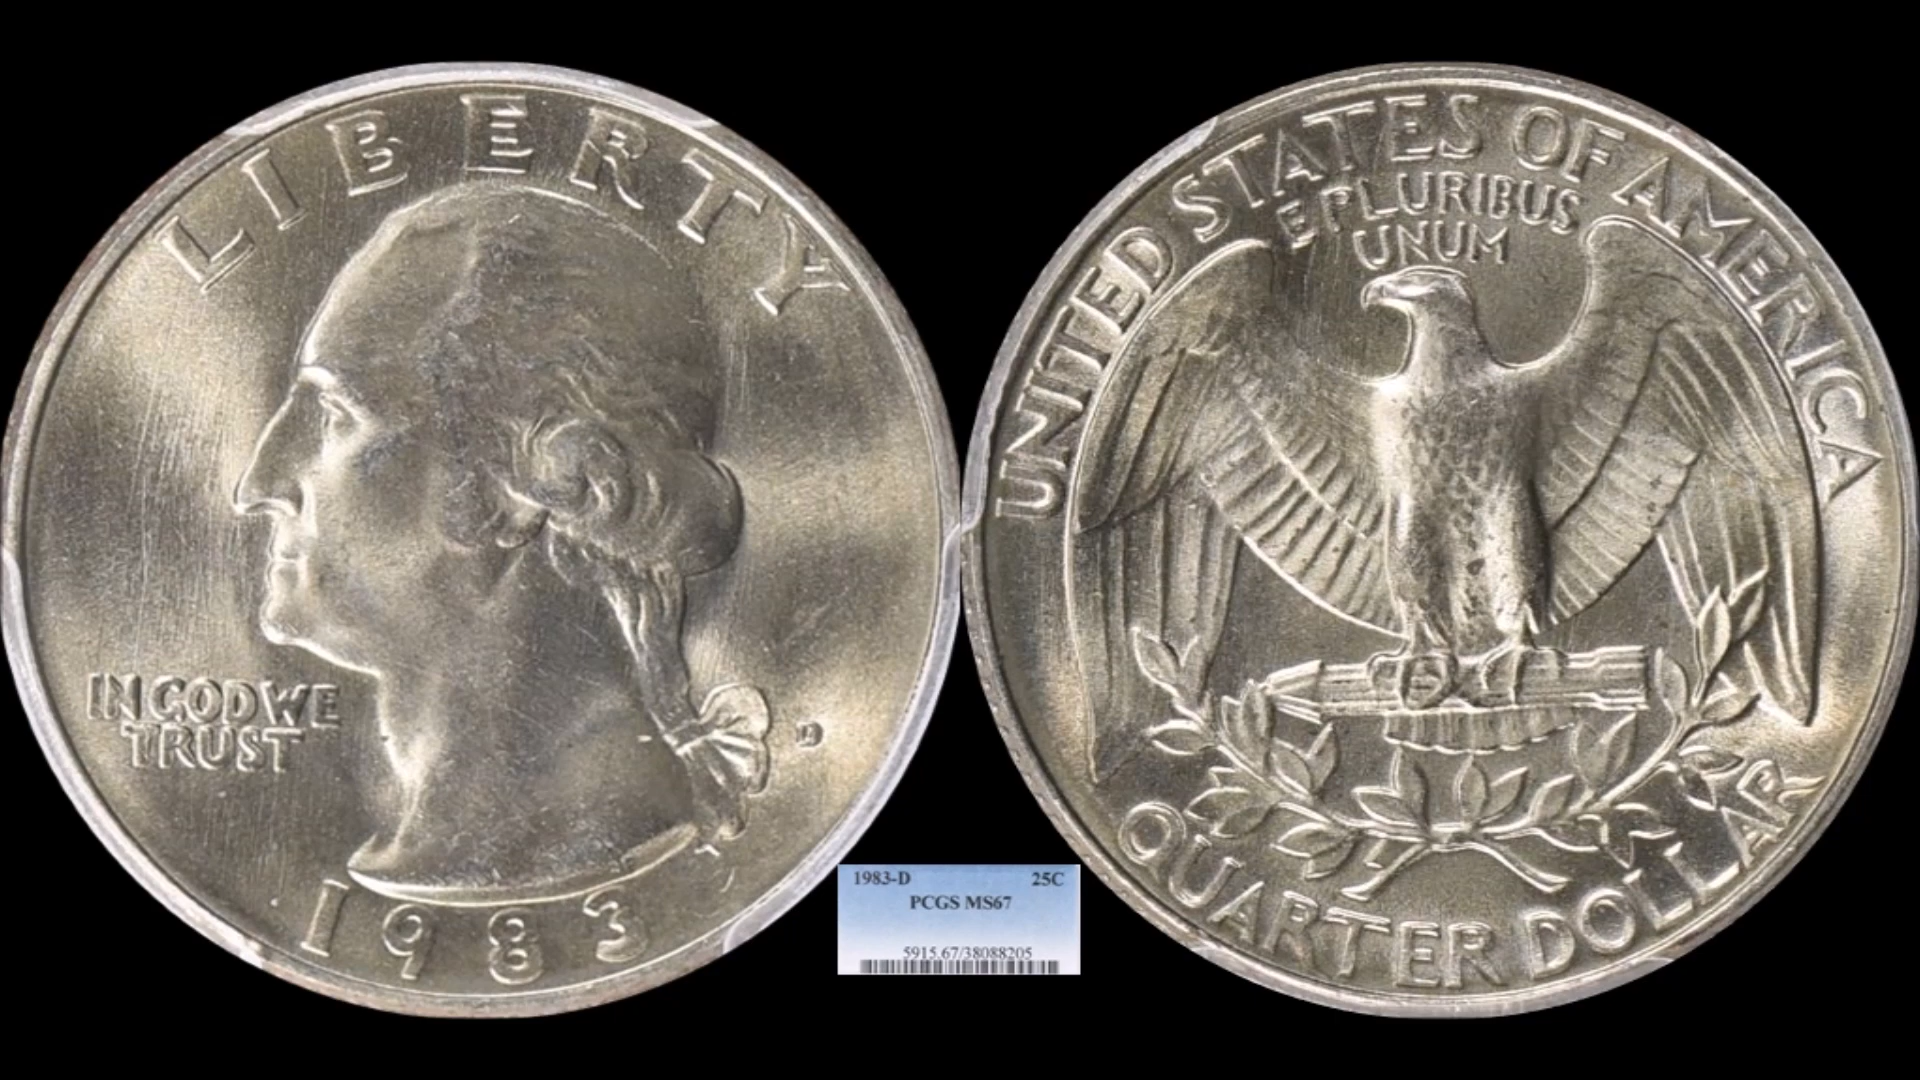 LIBERTY
IN GOD WE
TRUST
D
1983
UNITED STATES OF AMERICA
E PLURIBUS
UNUM
QUARTER DOLLAR
1983-D 25C
PCGS MS67
5915.67/38088205